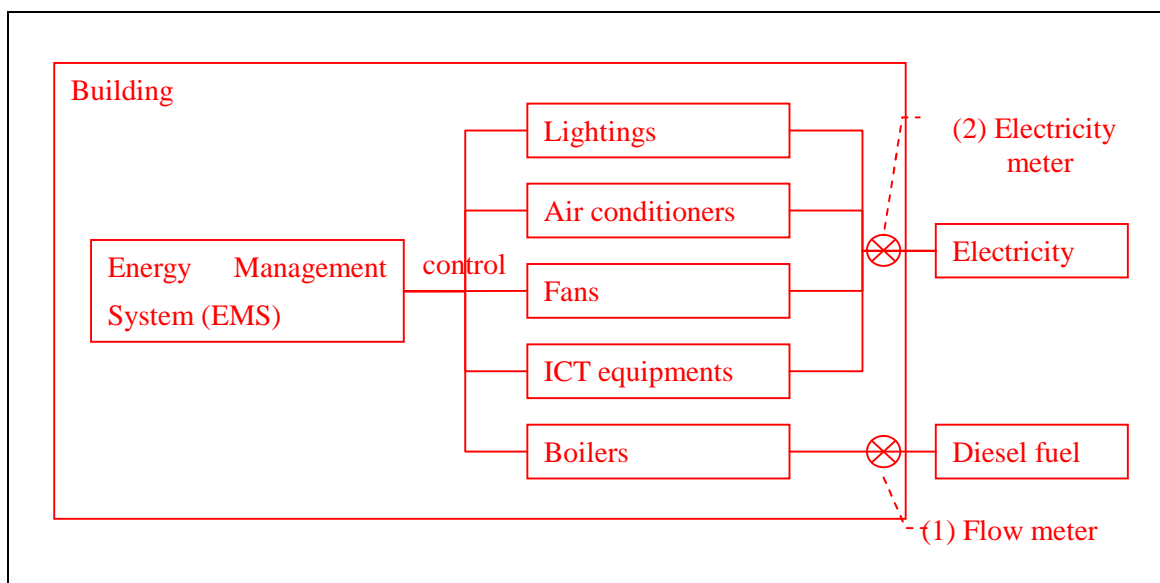 Building
Lightings
(2) Electricity
meter
Air conditioners
Energy Management
System (EMS)
control
Electricity
Fans
ICT equipments
Boilers
Diesel fuel
(1) Flow meter